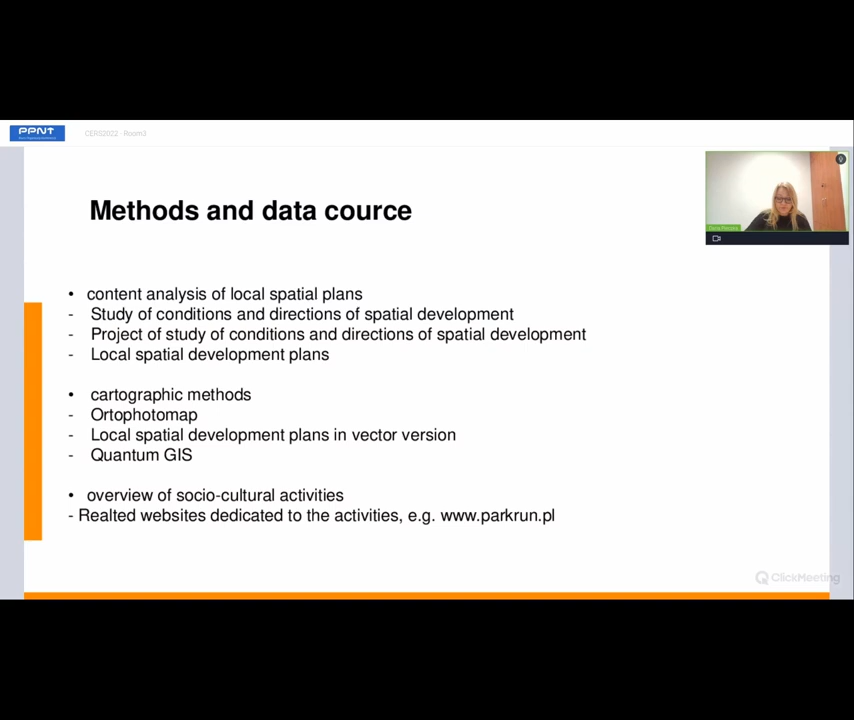 PPNT
CERS2022 - Room3
Methods and data cource
• content analysis of local spatial plans
- Study of conditions and directions of spatial development
- Project of study of conditions and directions of spatial development
- Local spatial development plans
• cartographic methods
- Ortophotomap
- Local spatial development plans in vector version
- Quantum GIS
• overview of socio-cultural activities
- Realted websites dedicated to the activities, e.g. www.parkrun.pl
ClickMeeting